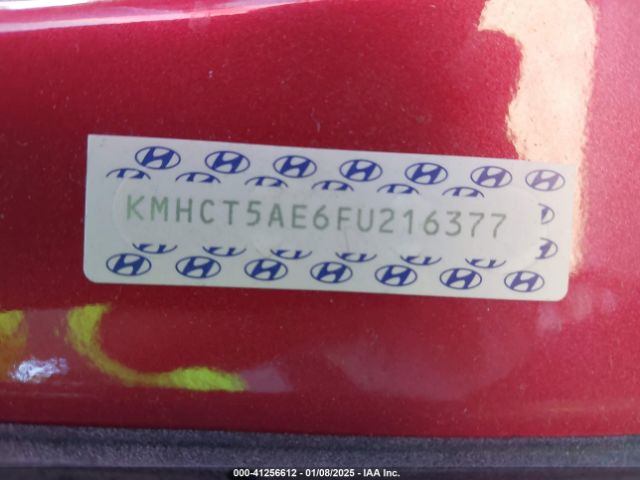 KMHCT5AE6FU216377
000-41256612 - 01/08/2025 - IAA Inc.